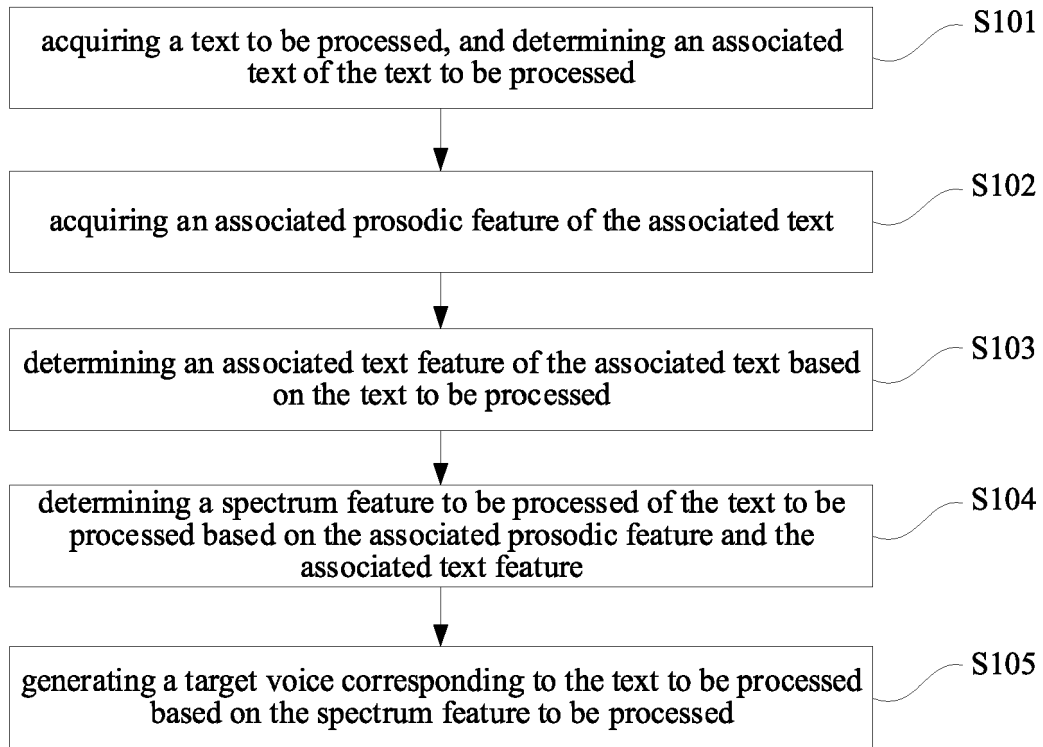 acquiring a text to be processed, and determining an associated
text of the text to be processed
S101
acquiring an associated prosodic feature of the associated text
S102
determining an associated text feature of the associated text based
on the text to be processed
S103
determining a spectrum feature to be processed of the text to be
processed based on the associated prosodic feature and the
associated text feature
S104
generating a target voice corresponding to the text to be processed
based on the spectrum feature to be processed
S105